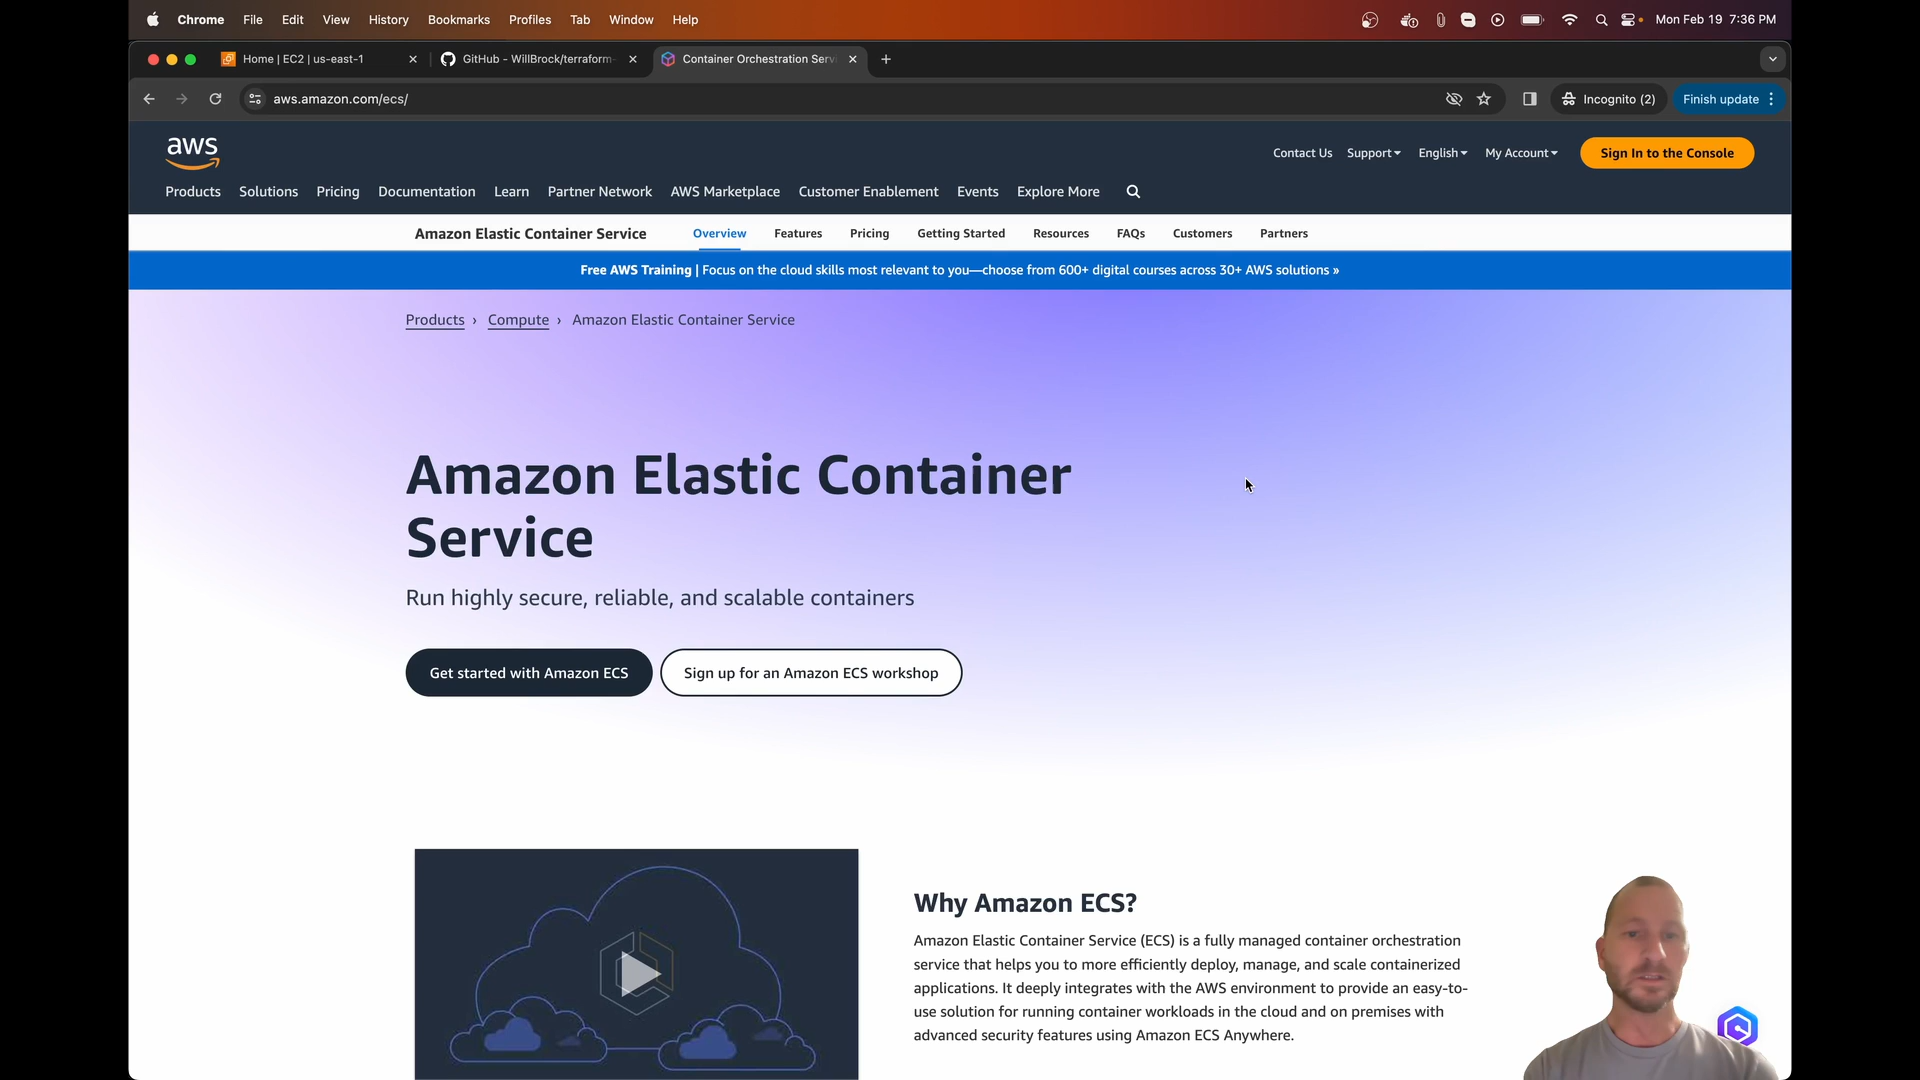 Chrome File Edit View History Bookmarks Profiles Tab Window Help Mon Feb 19 7:36 PM
Home | EC2 | us-east-1 GitHub - WillBrock/terraform- Container Orchestration Servi
aws.amazon.com/ecs/ Incognito (2) Finish update
aws Contact Us Support English My Account Sign In to the Console
Products Solutions Pricing Documentation Learn Partner Network AWS Marketplace Customer Enablement Events Explore More
Amazon Elastic Container Service Overview Features Pricing Getting Started Resources FAQs Customers Partners
Free AWS Training | Focus on the cloud skills most relevant to you—choose from 600+ digital courses across 30+ AWS solutions »
Products › Compute › Amazon Elastic Container Service
Amazon Elastic Container
Service
Run highly secure, reliable, and scalable containers
Get started with Amazon ECS Sign up for an Amazon ECS workshop
Why Amazon ECS?
Amazon Elastic Container Service (ECS) is a fully managed container orchestration
service that helps you to more efficiently deploy, manage, and scale containerized
applications. It deeply integrates with the AWS environment to provide an easy-to-
use solution for running container workloads in the cloud and on premises with
advanced security features using Amazon ECS Anywhere.